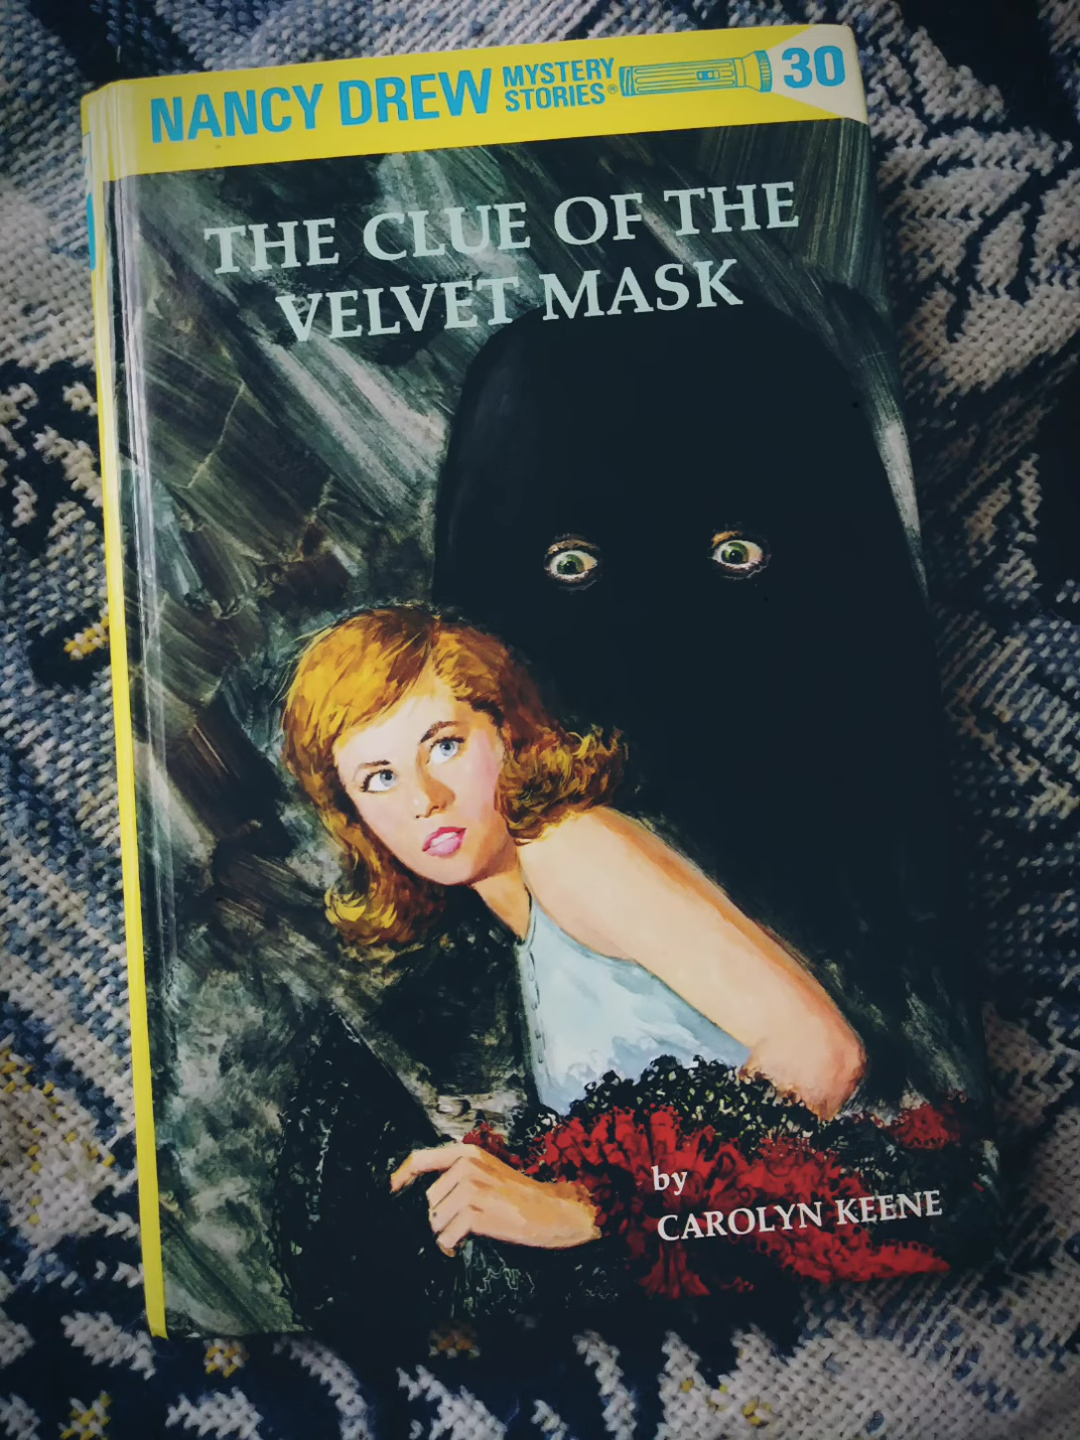 NANCY DREW MYSTERY STORIES® 30
THE CLUE OF THE
VELVET MASK
by
CAROLYN KEENE